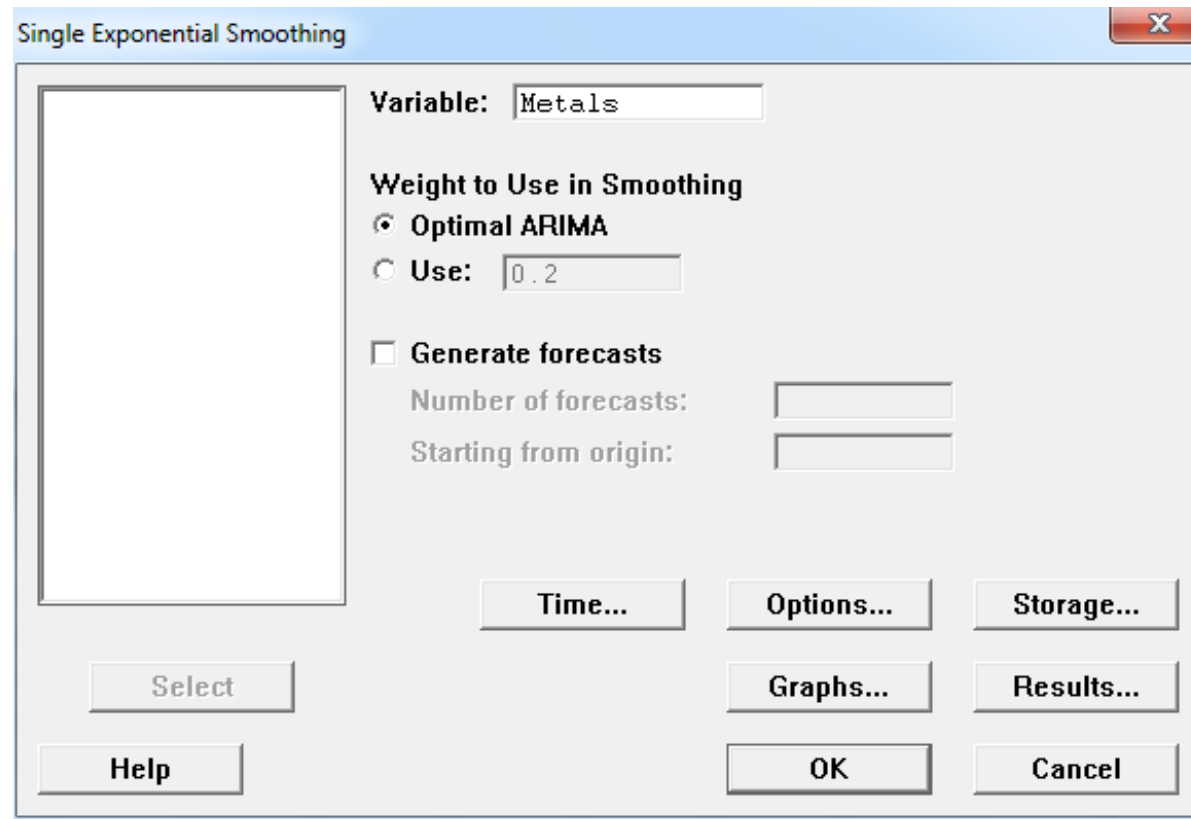 Single Exponential Smoothing
x
Variable: Metals
Weight to Use in Smoothing
Optimal ARIMA
Use: 0.2
Generate forecasts
Number of forecasts:
Starting from origin:
Time... Options... Storage...
Select Graphs... Results...
Help OK Cancel